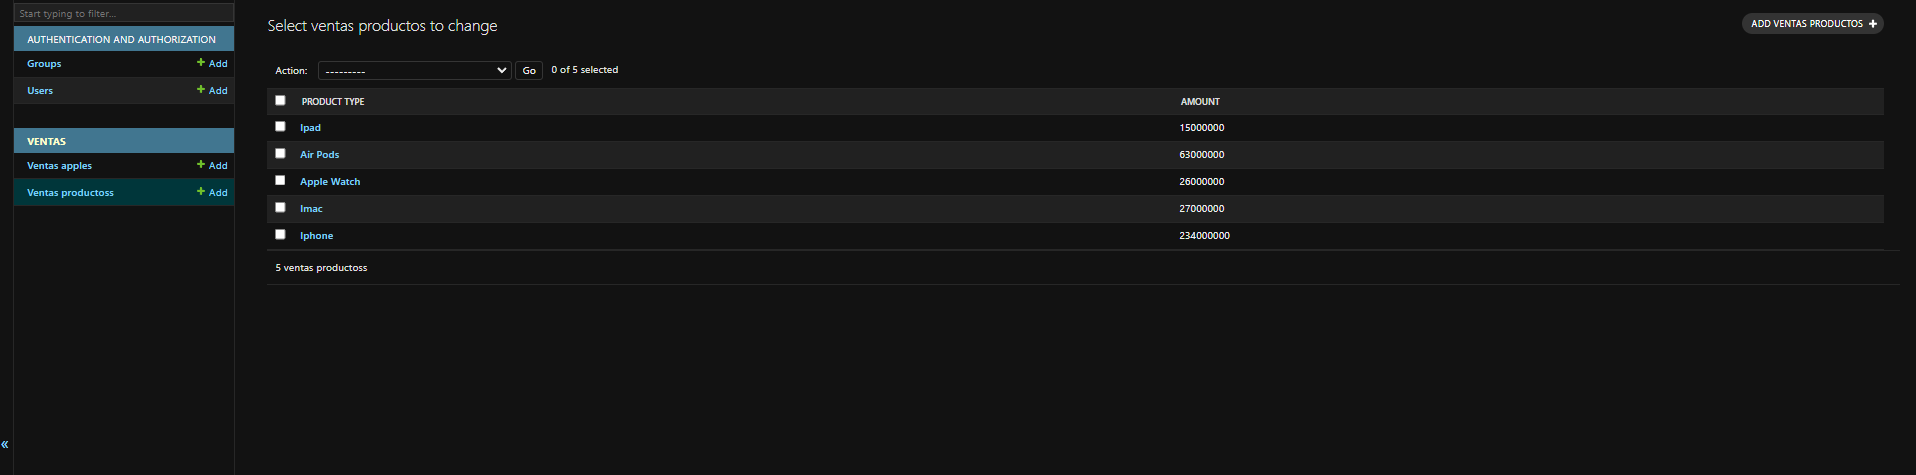 Start typing to filter...
AUTHENTICATION AND AUTHORIZATION
Groups + Add
Users + Add
VENTAS
Ventas apples + Add
Ventas productoss + Add
«
Select ventas productos to change
ADD VENTAS PRODUCTOS +
Action: --------- Go 0 of 5 selected
PRODUCT TYPE AMOUNT
Ipad 15000000
Air Pods 63000000
Apple Watch 26000000
Imac 27000000
Iphone 234000000
5 ventas productoss